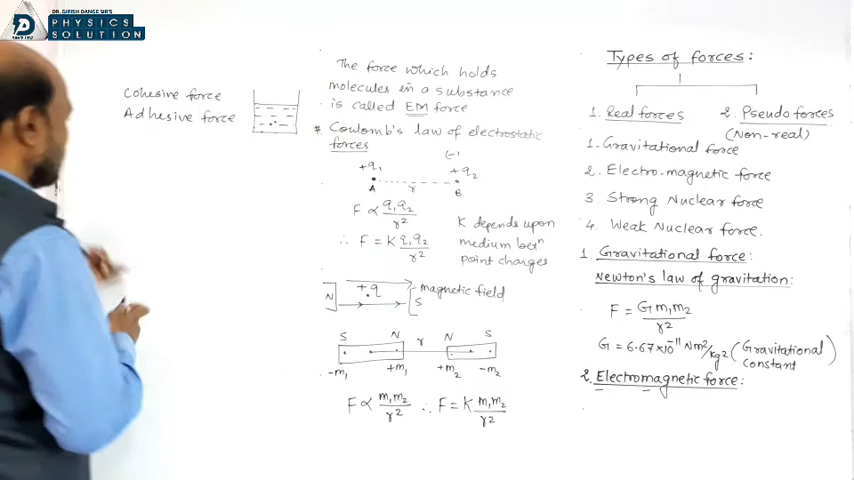 DR. GIRISH DANGE SIR'S
PHYSICS
SOLUTION
Types of forces:
1. Real forces
2. Pseudo forces
(Non-real)
1. Gravitational force
2. Electro-magnetic force
3 Strong Nuclear force
4. Weak Nuclear force.
1. Gravitational force:
Newton's law of gravitation:
F = G m₁m₂ / r²
G = 6.67×10⁻¹¹ Nm²/kg² (Gravitational constant)
2. Electromagnetic force:
The force which holds
molecules in a substance
is called EM force
* Coulomb's law of electrostatic
forces
(-)
+q₁
+q₂
A
r
B
F ∝ q₁q₂ / r²
∴ F = K q₁q₂ / r²
K depends upon
medium betⁿ
point changes
N
+q
S
magnetic field
S N r N S
-m₁ +m₁ +m₂ -m₂
F ∝ m₁m₂ / r² ∴ F = K m₁m₂ / r²
Cohesive force
Adhesive force